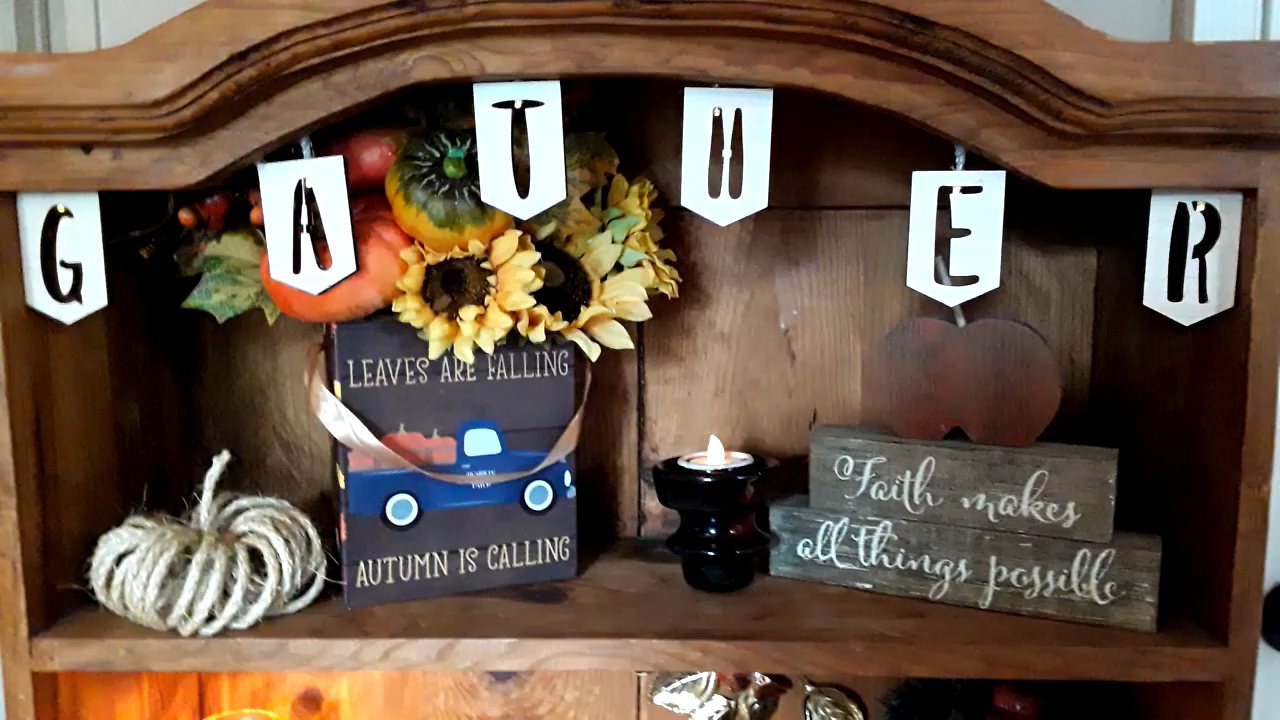 GATHER
LEAVES ARE FALLING
AUTUMN IS CALLING
Faith makes
all things possible